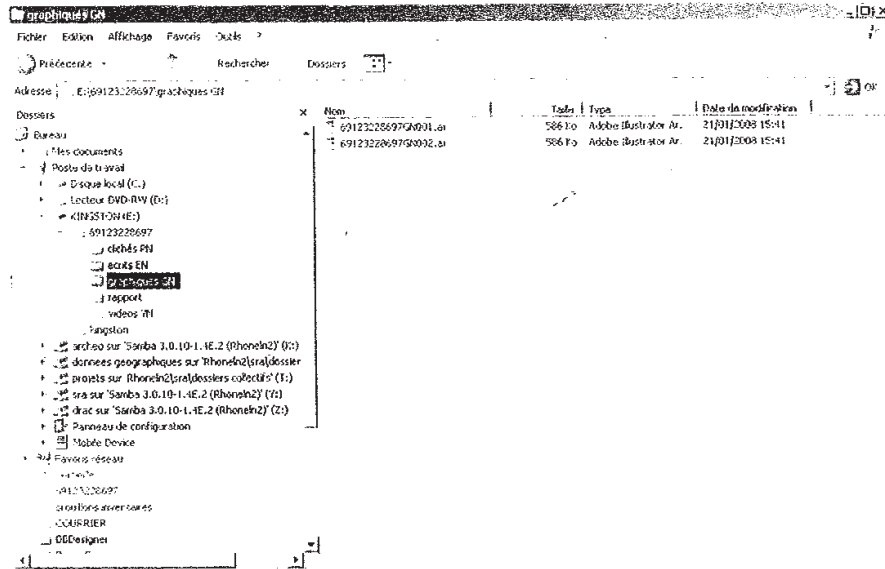 graphiques GN
Fichier Edition Affichage Favoris Outils ?
Précédente Rechercher Dossiers
Adresse E:\69123228697\graphiques GN OK
Dossiers
Nom Taille Type Date de modification
69123228697GN001.ai 586 Ko Adobe Illustrator Ar. 21/01/2008 15:41
69123228697GN002.ai 586 Ko Adobe Illustrator Ar. 21/01/2008 15:41
Bureau
Mes documents
Poste de travail
Disque local (C:)
Lecteur DVD-RW (D:)
KINGSTON (E:)
69123228697
clichés PN
ecrits EN
graphiques GN
rapport
videos VN
Kingston
archeo sur 'Samba 3.0.10-1.4E.2 (Rhoneln2)'
donnees geographiques sur 'Rhoneln2\sra\dossier
projets sur 'Rhoneln2\sra\dossiers collectifs' (T:)
sra sur 'Samba 3.0.10-1.4E.2 (Rhoneln2)' (Y:)
drac sur 'Samba 3.0.10-1.4E.2 (Rhoneln2)' (Z:)
Panneau de configuration
Mobile Device
Favoris réseau
69123228697
brouillons inventaires
COURRIER
DBDesigner